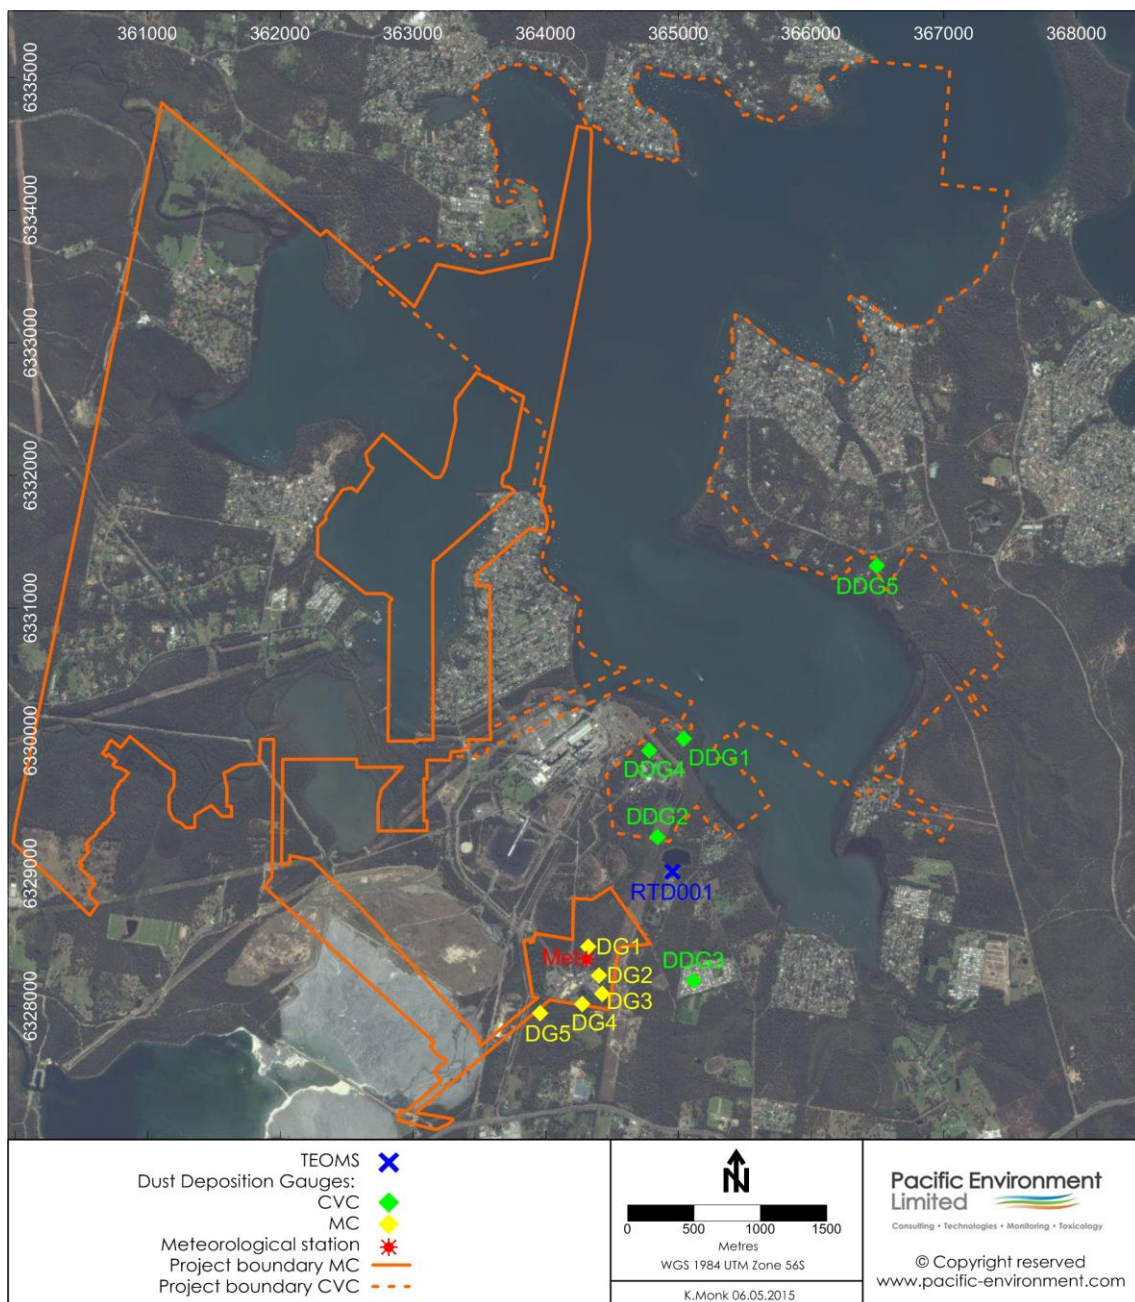 361000 362000 363000 364000 365000 366000 367000 368000
6335000
6334000
6333000
6332000
6331000
6330000
6329000
6328000
DDG5
DDG1
DDG4
DDG2
RTD001
DG1
Met
DG2
DDG3
DG3
DG4
DG5
TEOMS
Dust Deposition Gauges:
CVC
MC
Meteorological station
Project boundary MC
Project boundary CVC
N
0 500 1000 1500
Metres
WGS 1984 UTM Zone 56S
K.Monk 06.05.2015
Pacific Environment
Limited
Consulting • Technologies • Monitoring • Toxicology
© Copyright reserved
www.pacific-environment.com